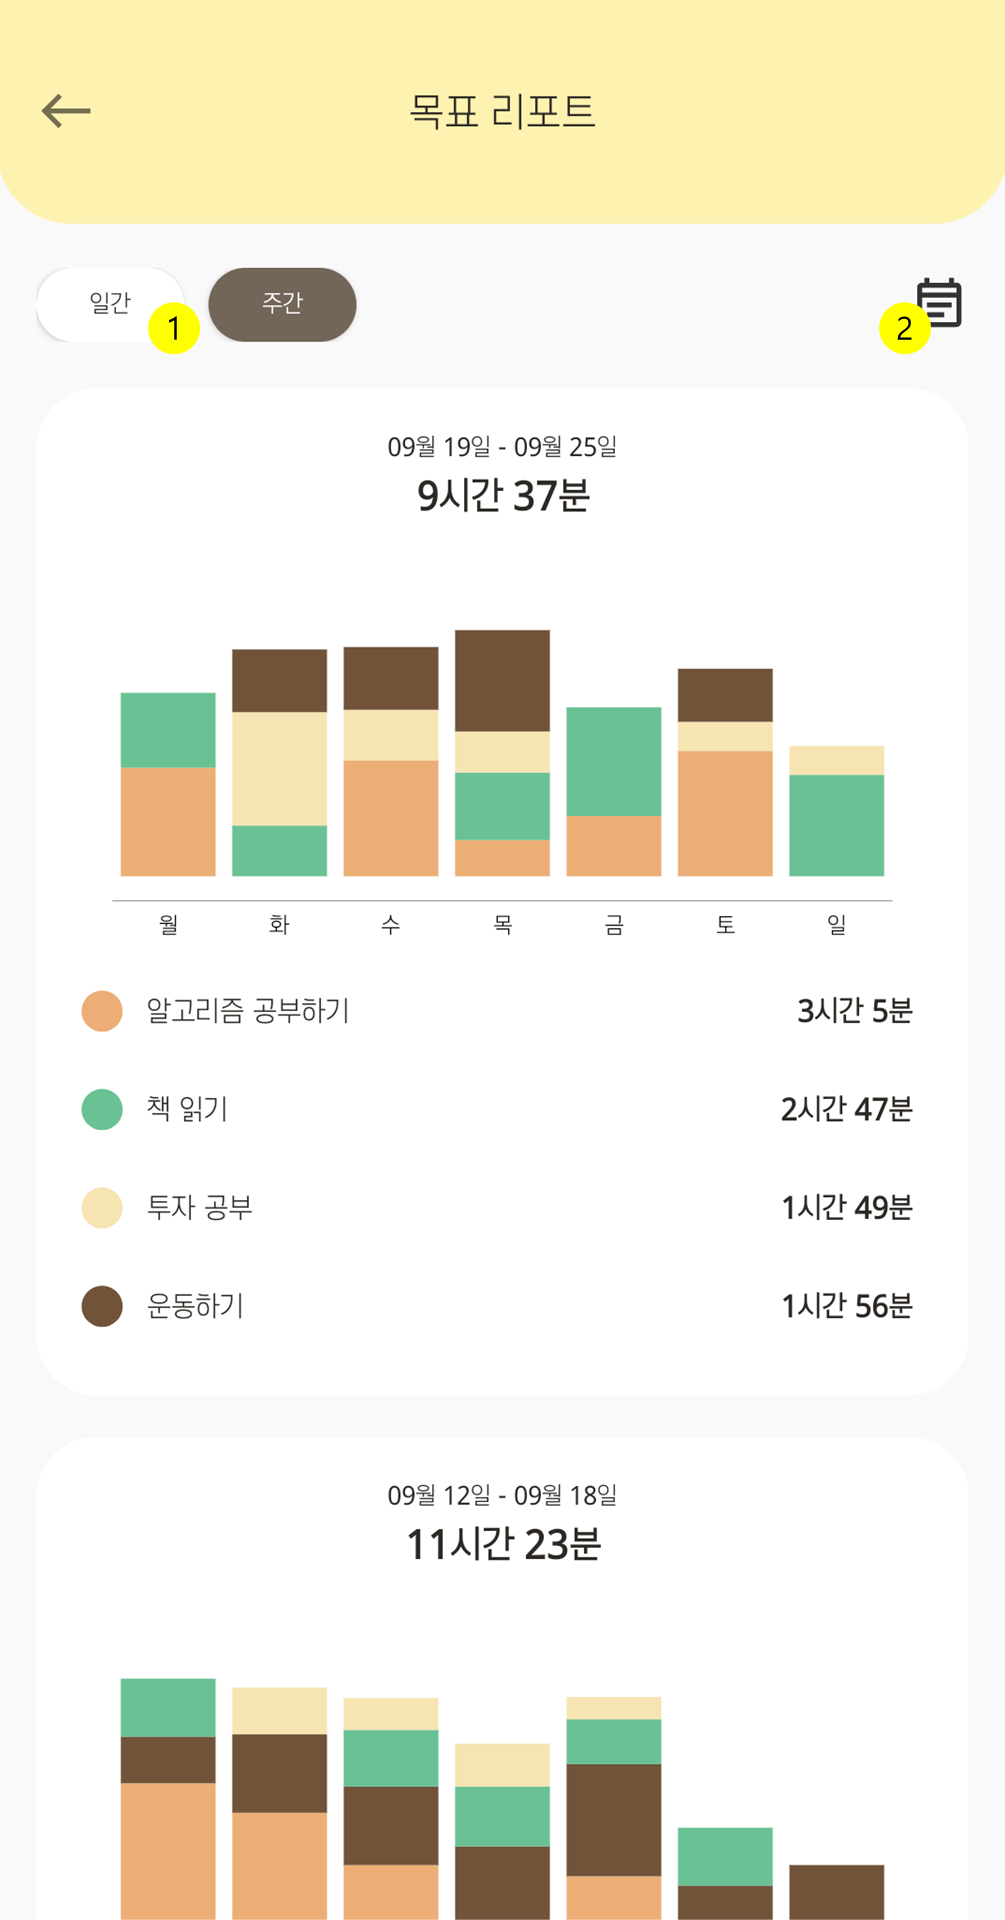 목표 리포트
일간
1
주간
2
09월 19일 - 09월 25일
9시간 37분
월 화 수 목 금 토 일
알고리즘 공부하기 3시간 5분
책 읽기 2시간 47분
투자 공부 1시간 49분
운동하기 1시간 56분
09월 12일 - 09월 18일
11시간 23분